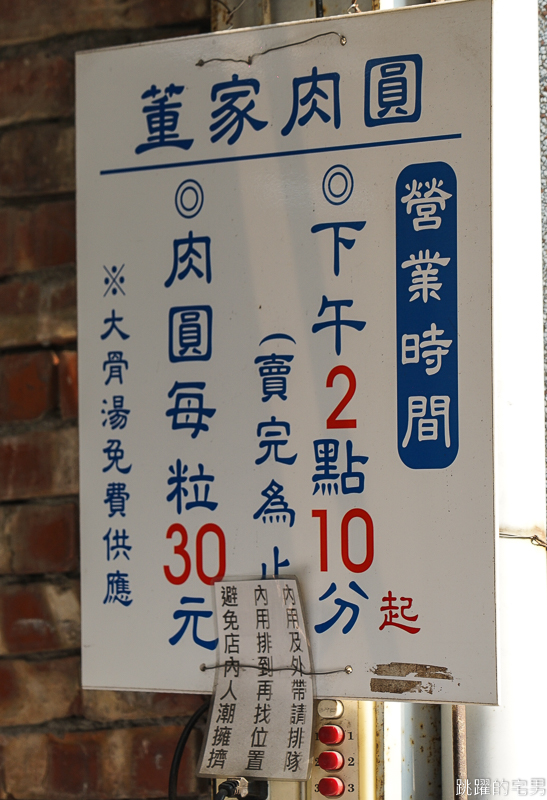 董家肉圓
營業時間
◎下午2點10分起
(賣完為止
◎肉圓每粒30元
※大骨湯免費供應
內用及外帶請排隊
內用排到再找位置
避免店內人潮擁擠
1
2
3
跳躍的宅男